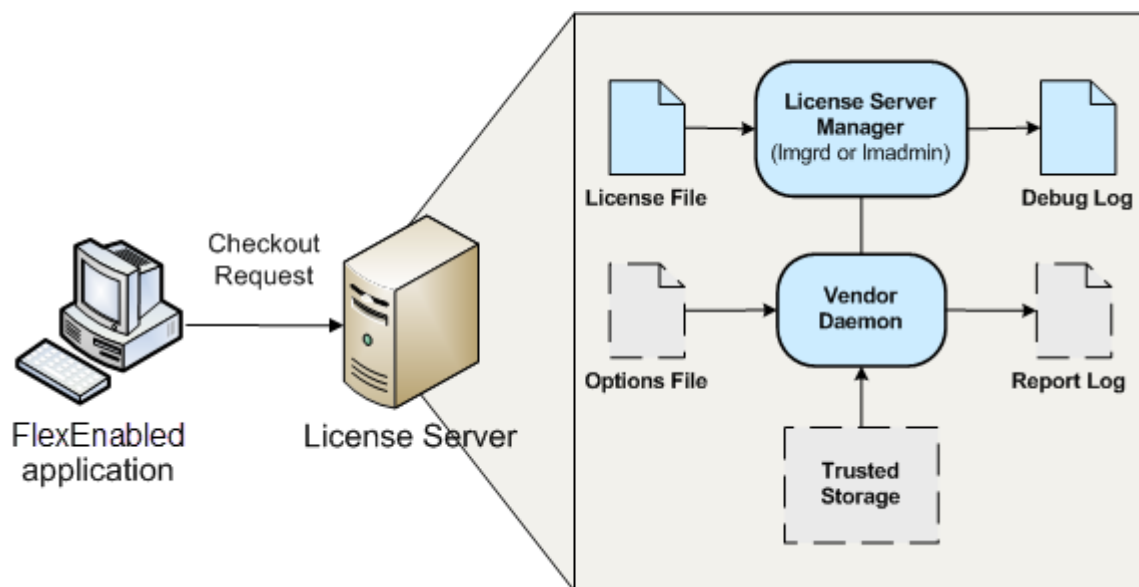 License Server
Manager
(lmgrd or lmadmin)
License File
Debug Log
Checkout
Request
Vendor
Daemon
Options File
Report Log
FlexEnabled
application
License Server
Trusted
Storage